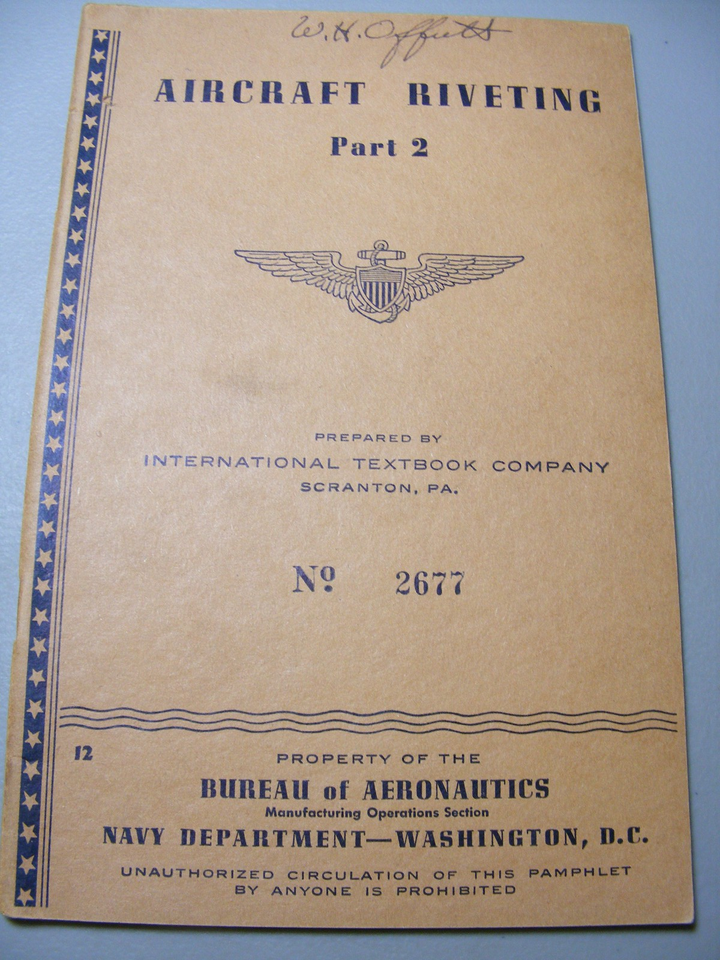 W. H. Offutt
AIRCRAFT RIVETING
Part 2
PREPARED BY
INTERNATIONAL TEXTBOOK COMPANY
SCRANTON, PA.
Nº 2677
12
PROPERTY OF THE
BUREAU of AERONAUTICS
Manufacturing Operations Section
NAVY DEPARTMENT—WASHINGTON, D.C.
UNAUTHORIZED CIRCULATION OF THIS PAMPHLET
BY ANYONE IS PROHIBITED